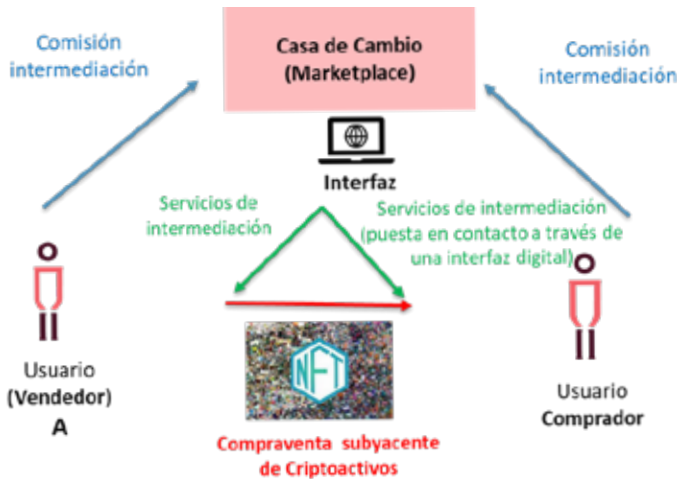 Comisión
intermediación
Casa de Cambio
(Marketplace)
Comisión
intermediación
Interfaz
Servicios de
intermediación
Servicios de intermediación
(puesta en contacto a través de
una interfaz digital)
Usuario
(Vendedor)
A
NFT
Usuario
Comprador
Compraventa subyacente
de Criptoactivos